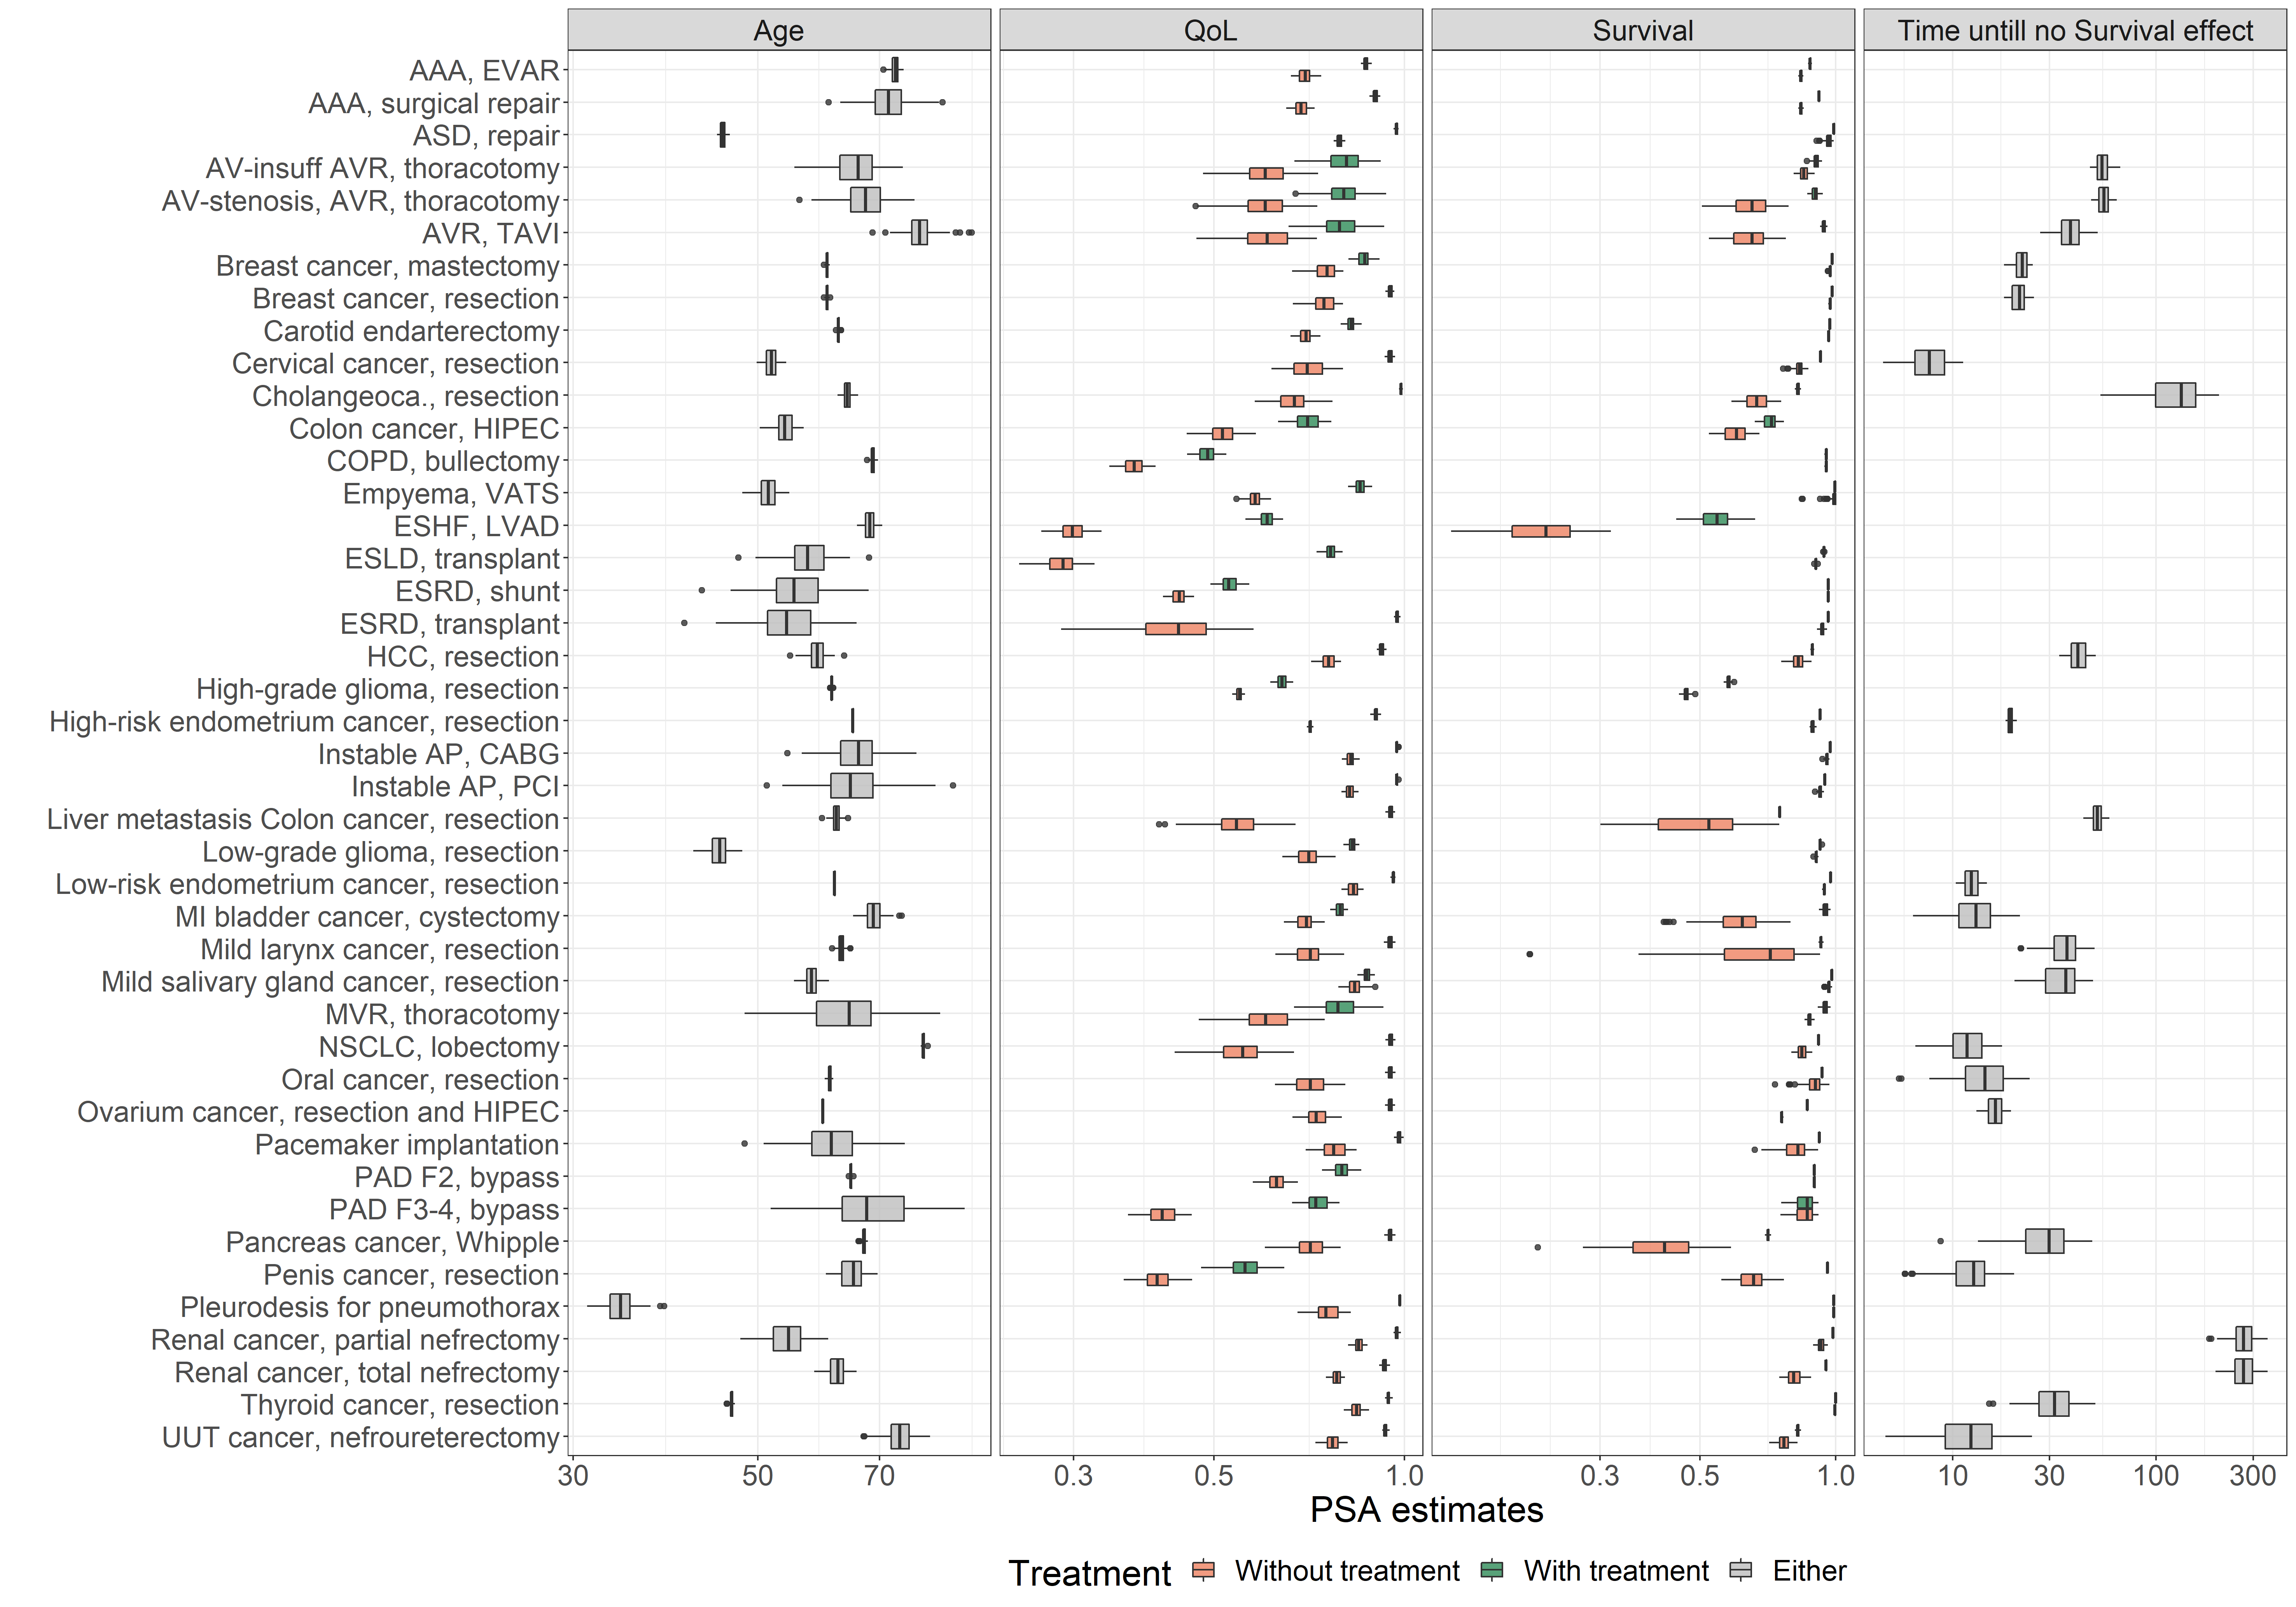 Age QoL Survival Time untill no Survival effect
AAA, EVAR
AAA, surgical repair
ASD, repair
AV-insuff AVR, thoracotomy
AV-stenosis, AVR, thoracotomy
AVR, TAVI
Breast cancer, mastectomy
Breast cancer, resection
Carotid endarterectomy
Cervical cancer, resection
Cholangeoca., resection
Colon cancer, HIPEC
COPD, bullectomy
Empyema, VATS
ESHF, LVAD
ESLD, transplant
ESRD, shunt
ESRD, transplant
HCC, resection
High-grade glioma, resection
High-risk endometrium cancer, resection
Instable AP, CABG
Instable AP, PCI
Liver metastasis Colon cancer, resection
Low-grade glioma, resection
Low-risk endometrium cancer, resection
MI bladder cancer, cystectomy
Mild larynx cancer, resection
Mild salivary gland cancer, resection
MVR, thoracotomy
NSCLC, lobectomy
Oral cancer, resection
Ovarium cancer, resection and HIPEC
Pacemaker implantation
PAD F2, bypass
PAD F3-4, bypass
Pancreas cancer, Whipple
Penis cancer, resection
Pleurodesis for pneumothorax
Renal cancer, partial nefrectomy
Renal cancer, total nefrectomy
Thyroid cancer, resection
UUT cancer, nefroureterectomy
30 50 70 0.3 0.5 1.0 0.3 0.5 1.0 10 30 100 300
PSA estimates
Treatment Without treatment With treatment Either